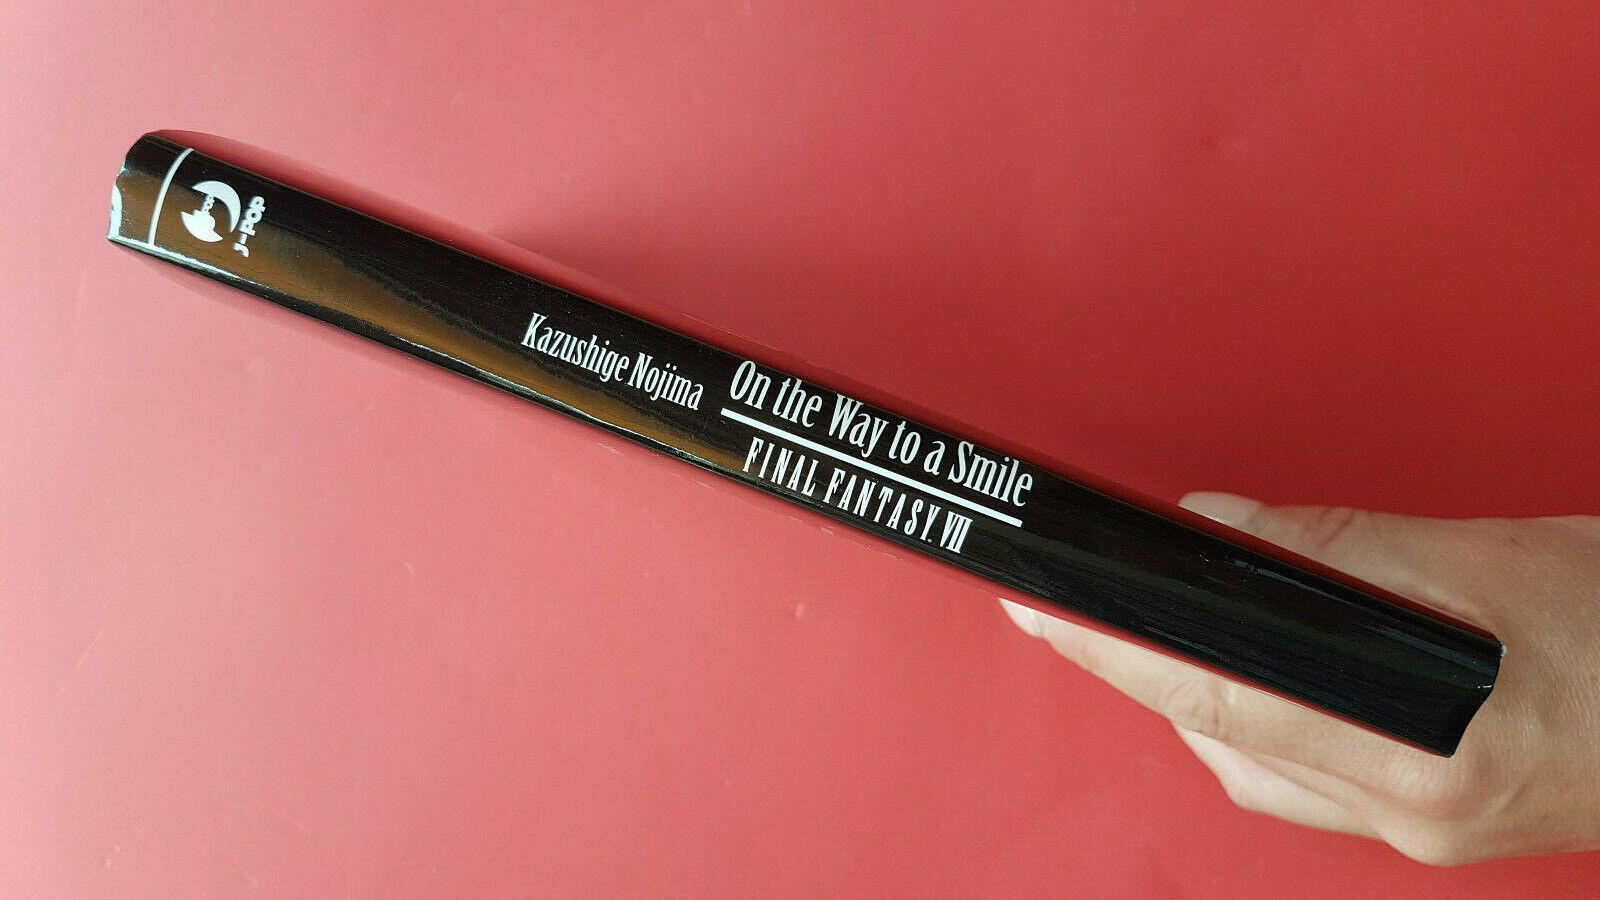 J-POP
Kazushige Nojima
On the Way to a Smile
FINAL FANTASY. VII